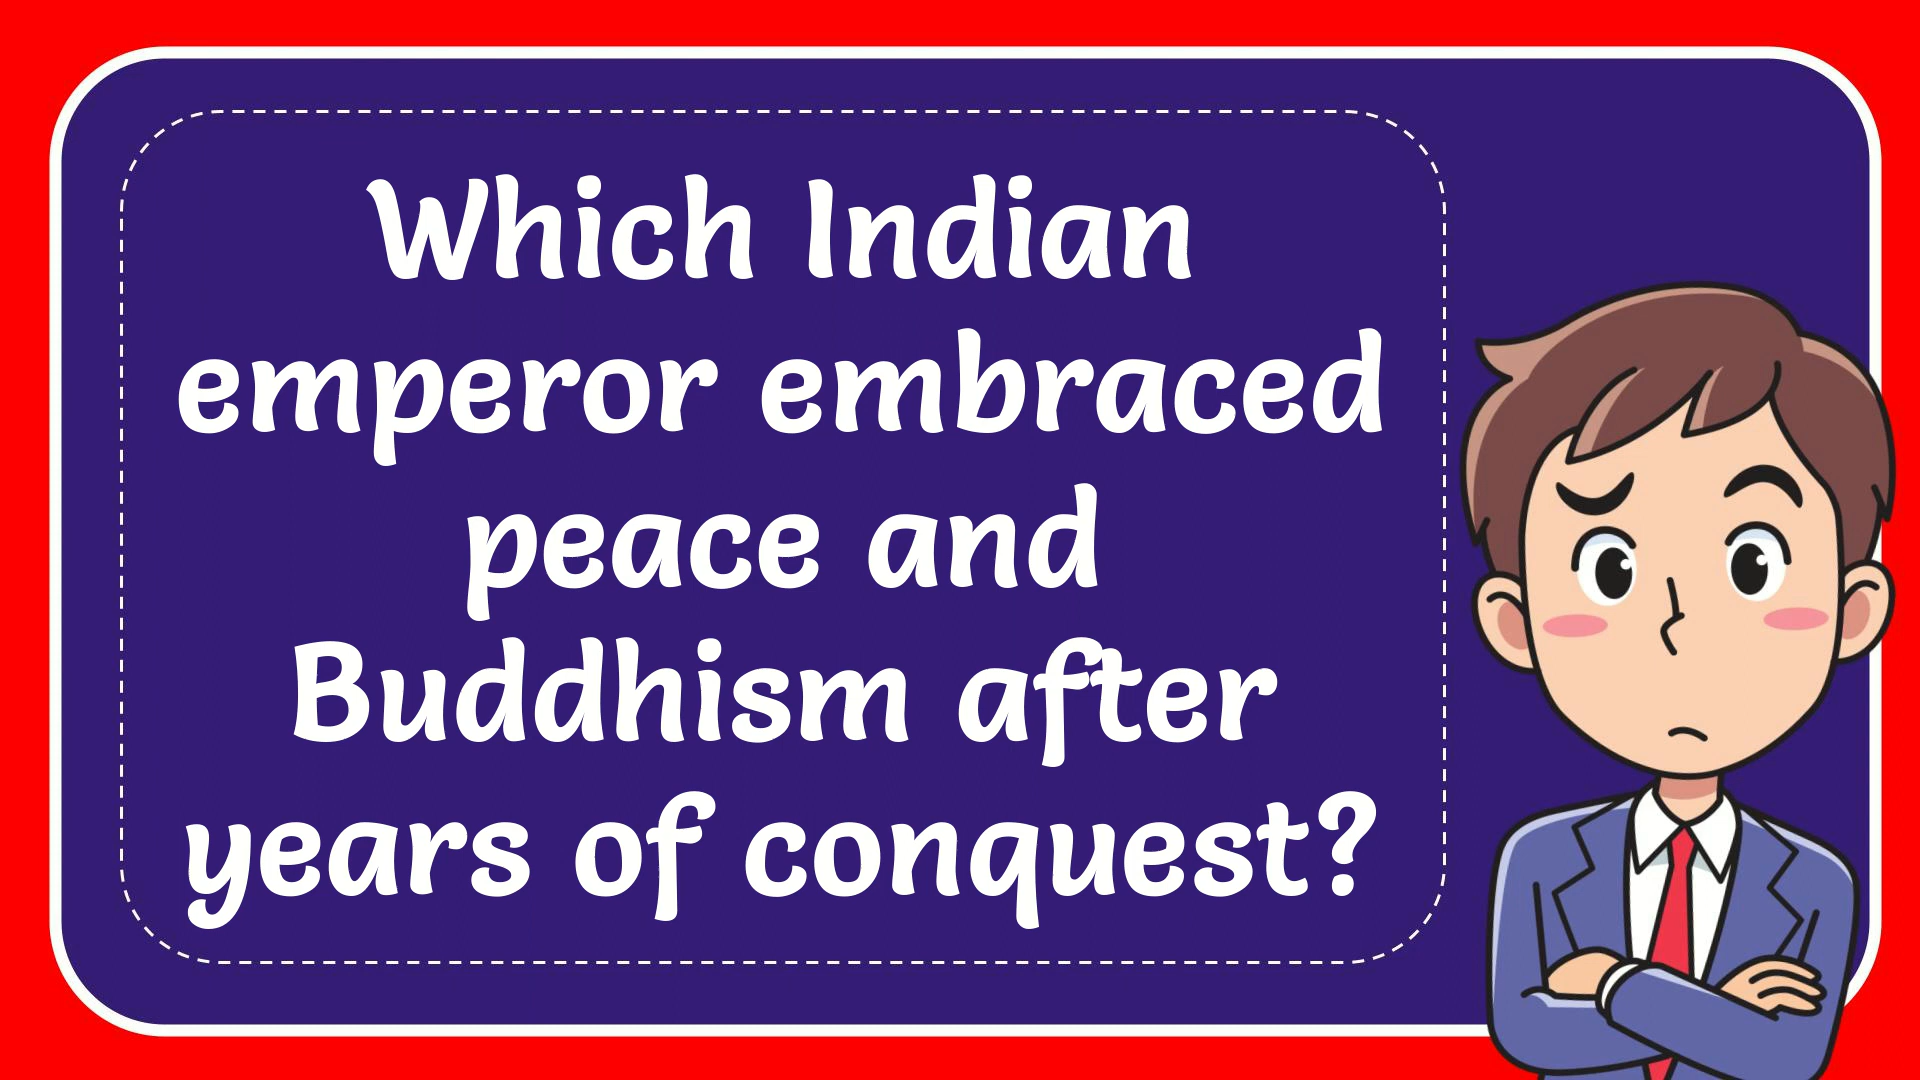 Which Indian
emperor embraced
peace and
Buddhism after
years of conquest?